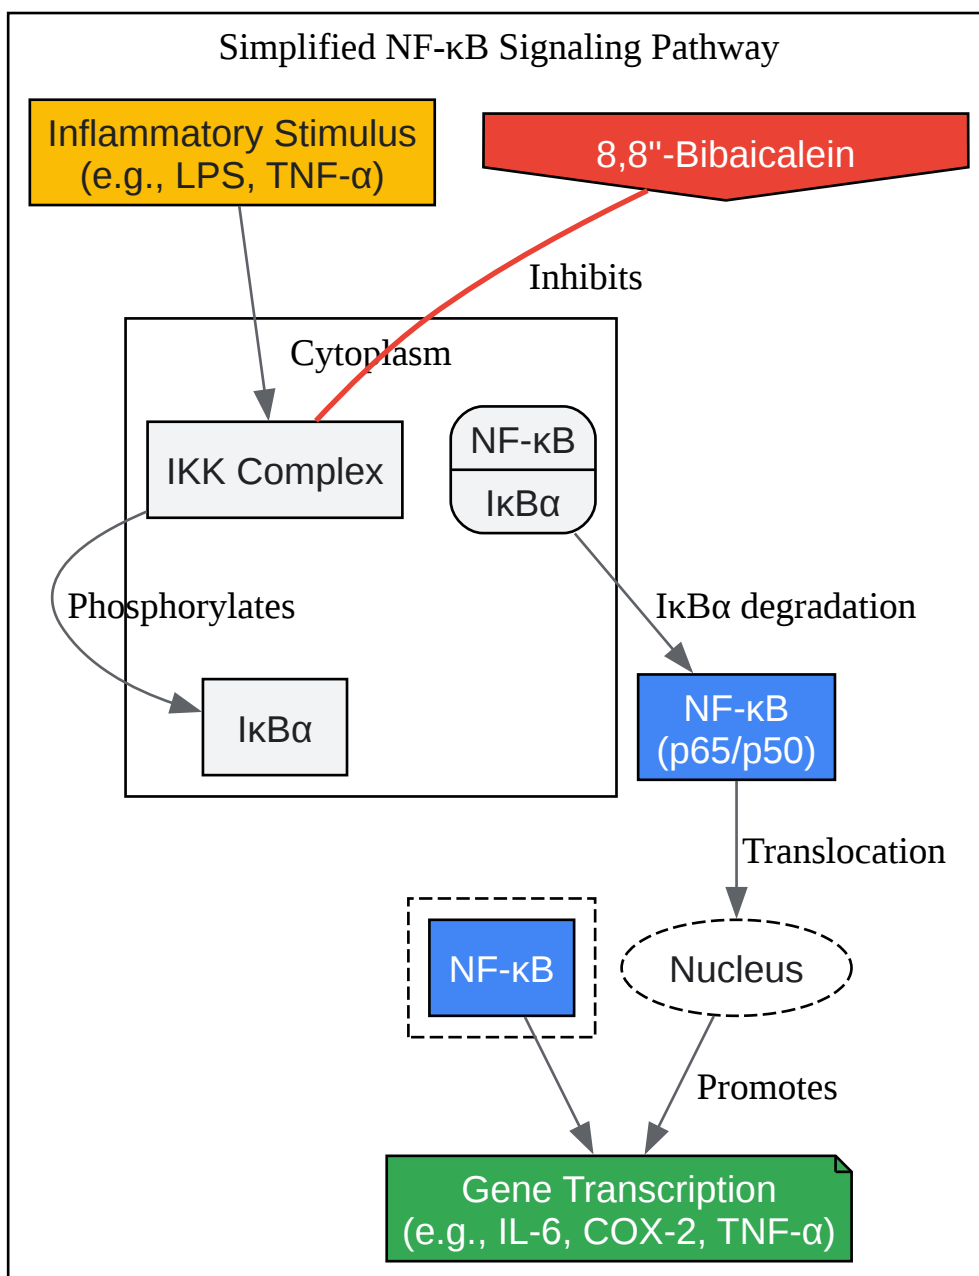 Simplified NF-κB Signaling Pathway
Inflammatory Stimulus
(e.g., LPS, TNF-α)
8,8"-Bibaicalein
Inhibits
Cytoplasm
IKK Complex
NF-κB
IκBα
Phosphorylates
IκBα degradation
IκBα
NF-κB
(p65/p50)
Translocation
NF-κB
Nucleus
Promotes
Gene Transcription
(e.g., IL-6, COX-2, TNF-α)